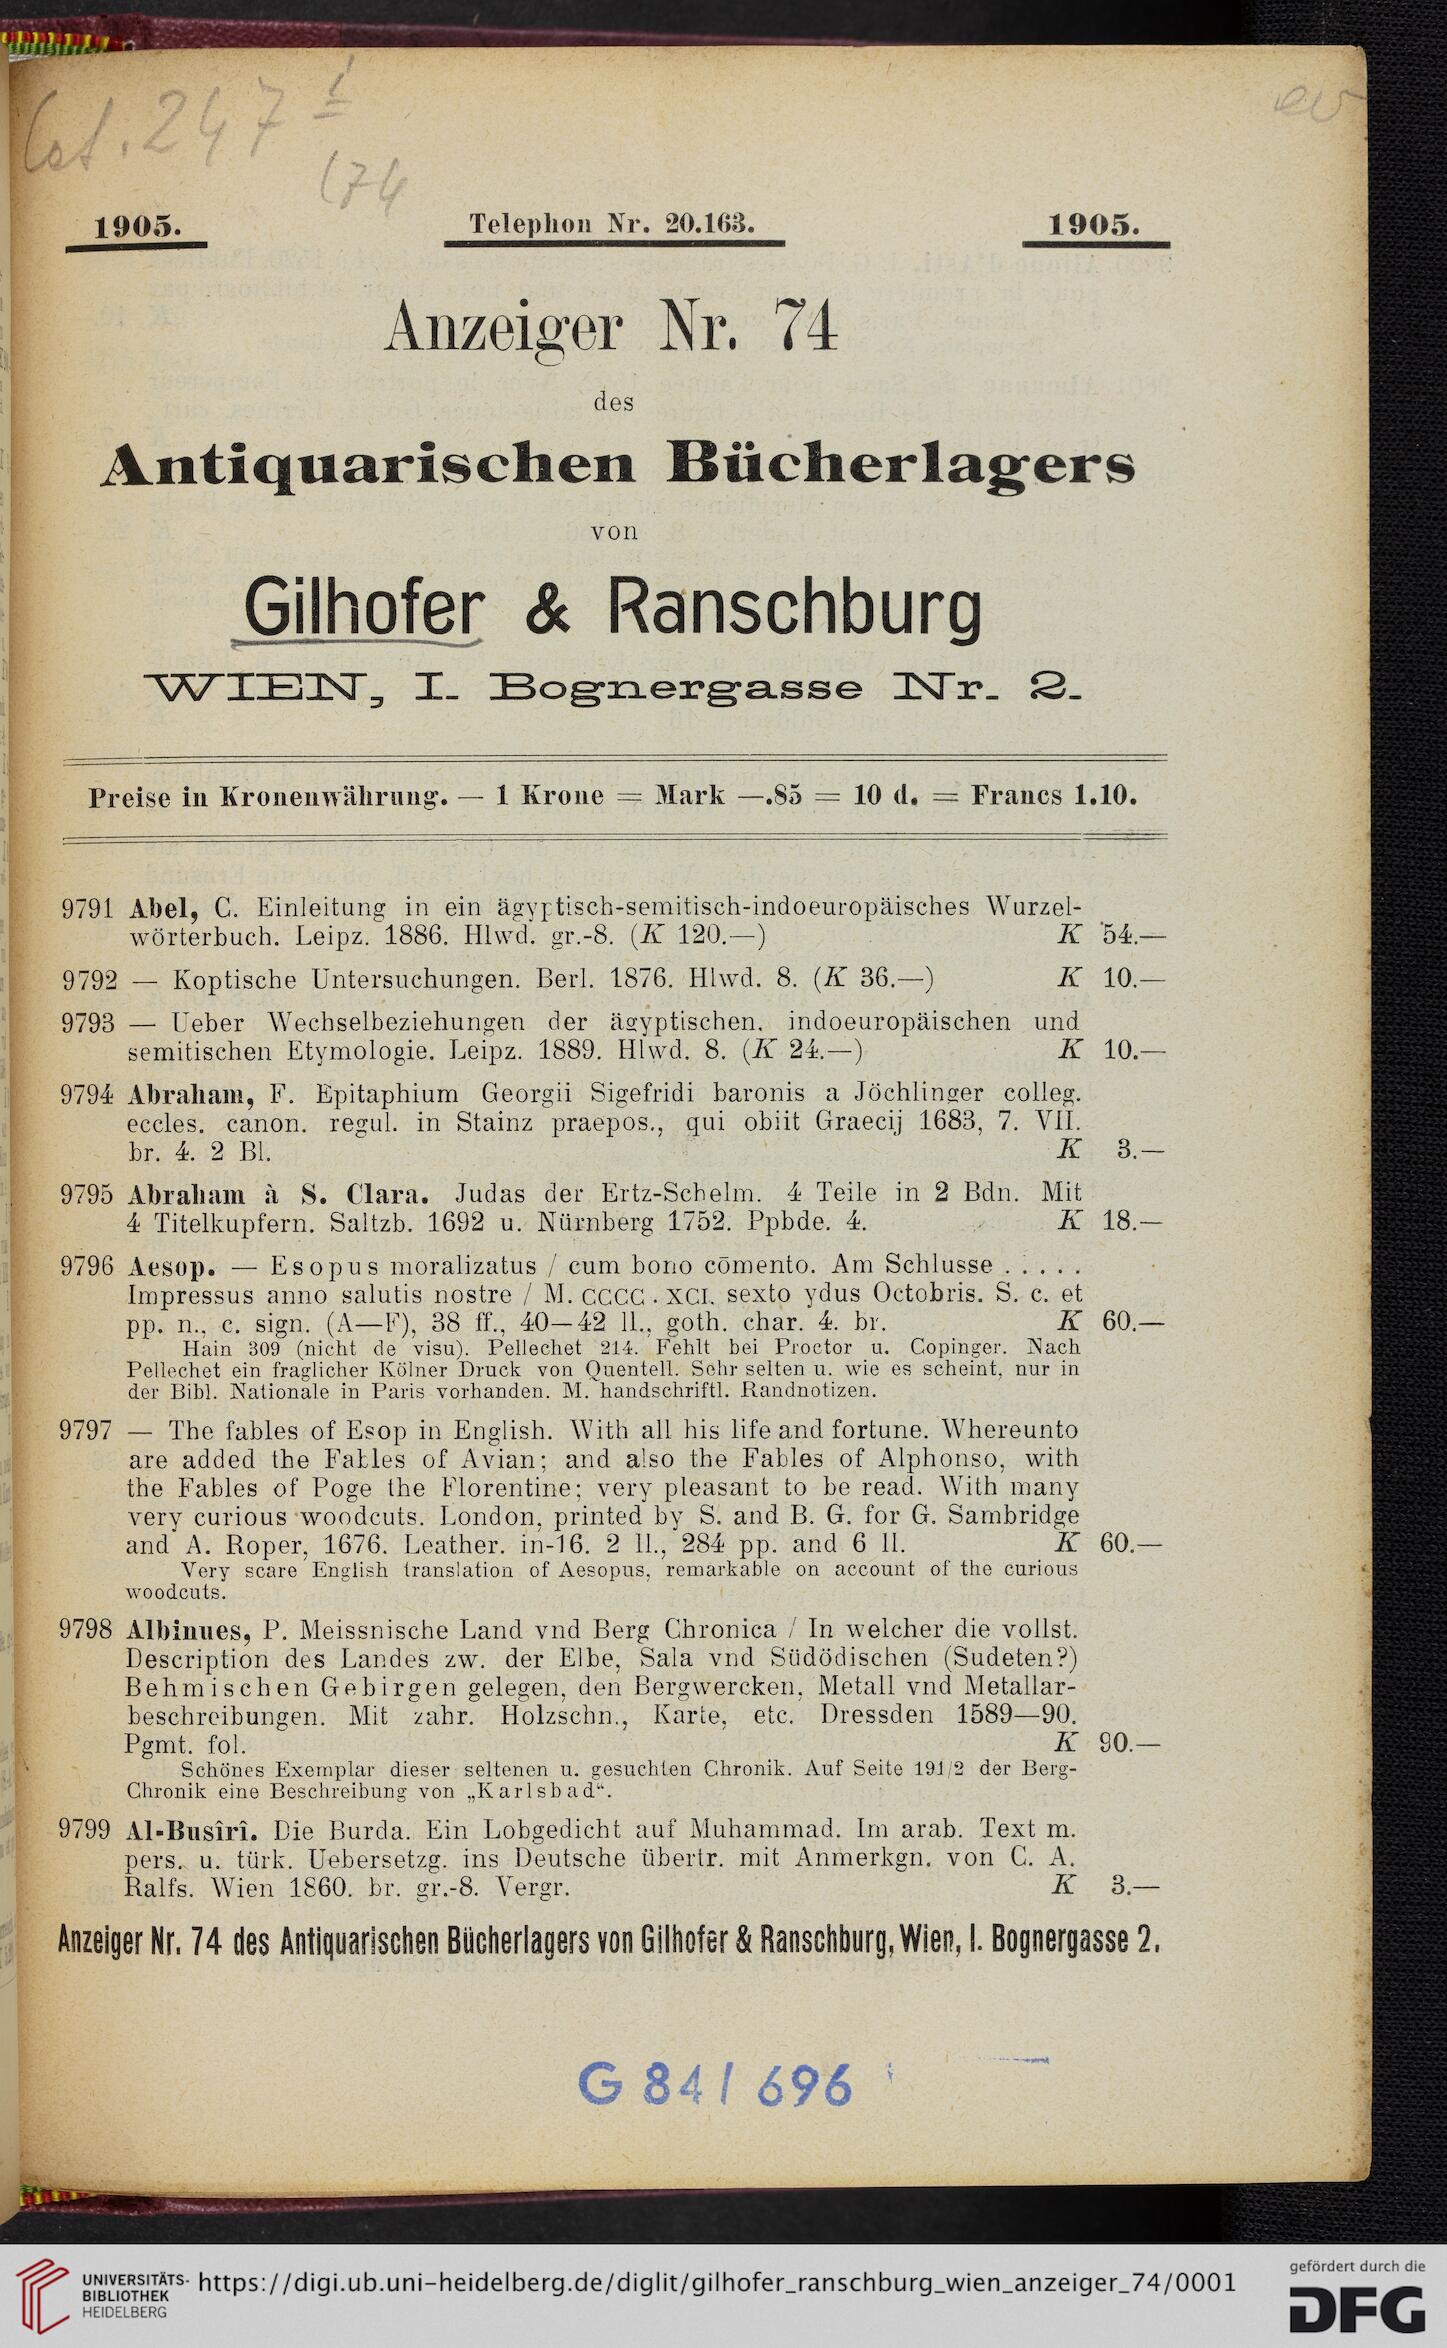 Cat. 247 1
(74
1905. Telephon Nr. 20.163. 1905.
Anzeiger Nr. 74
des
Antiquarischen Bücherlagers
von
Gilhofer & Ranschburg
WIEN, I. Bognergasse Nr. 2.
Preise in Kronenwährung. — 1 Krone = Mark —.85 = 10 d. = Francs 1.10.
9791 Abel, C. Einleitung in ein ägyptisch-semitisch-indoeuropäisches Wurzel-
wörterbuch. Leipz. 1886. Hlwd. gr.-8. (K 120.—) K 54.—
9792 — Koptische Untersuchungen. Berl. 1876. Hlwd. 8. (K 36.—) K 10.—
9793 — Ueber Wechselbeziehungen der ägyptischen, indoeuropäischen und
semitischen Etymologie. Leipz. 1889. Hlwd. 8. (K 24.—) K 10.—
9794 Abraham, F. Epitaphium Georgii Sigefridi baronis a Jöchlinger colleg.
eccles. canon. regul. in Stainz praepos., qui obiit Graecij 1683, 7. VII.
br. 4. 2 Bl. K 3.—
9795 Abraham à S. Clara. Judas der Ertz-Schelm. 4 Teile in 2 Bdn. Mit
4 Titelkupfern. Saltzb. 1692 u. Nürnberg 1752. Ppbde. 4. K 18.—
9796 Aesop. — Esopus moralizatus / cum bono cōmento. Am Schlusse . . . . .
Impressus anno salutis nostre / M. CCCC . XCI. sexto ydus Octobris. S. c. et
pp. n., c. sign. (A—F), 38 ff., 40—42 ll., goth. char. 4. br. K 60.—
Hain 309 (nicht de visu). Pellechet 214. Fehlt bei Proctor u. Copinger. Nach
Pellechet ein fraglicher Kölner Druck von Quentell. Sehr selten u. wie es scheint, nur in
der Bibl. Nationale in Paris vorhanden. M. handschriftl. Randnotizen.
9797 — The fables of Esop in English. With all his life and fortune. Whereunto
are added the Fables of Avian; and also the Fables of Alphonso, with
the Fables of Poge the Florentine; very pleasant to be read. With many
very curious woodcuts. London, printed by S. and B. G. for G. Sambridge
and A. Roper, 1676. Leather. in-16. 2 ll., 284 pp. and 6 ll. K 60.—
Very scare English translation of Aesopus, remarkable on account of the curious
woodcuts.
9798 Albinues, P. Meissnische Land vnd Berg Chronica / In welcher die vollst.
Description des Landes zw. der Elbe, Sala vnd Südödischen (Sudeten?)
Behmischen Gebirgen gelegen, den Bergwercken, Metall vnd Metallar-
beschreibungen. Mit zahr. Holzschn., Karte, etc. Dressden 1589—90.
Pgmt. fol. K 90.—
Schönes Exemplar dieser seltenen u. gesuchten Chronik. Auf Seite 191/2 der Berg-
Chronik eine Beschreibung von „Karlsbad“.
9799 Al-Busîrî. Die Burda. Ein Lobgedicht auf Muhammad. Im arab. Text m.
pers. u. türk. Uebersetzg. ins Deutsche übertr. mit Anmerkgn. von C. A.
Ralfs. Wien 1860. br. gr.-8. Vergr. K 3.—
Anzeiger Nr. 74 des Antiquarischen Bücherlagers von Gilhofer & Ranschburg, Wien, I. Bognergasse 2.
G 84 / 696
UNIVERSITÄTS-
BIBLIOTHEK
HEIDELBERG
https://digi.ub.uni-heidelberg.de/diglit/gilhofer_ranschburg_wien_anzeiger_74/0001
gefördert durch die
DFG